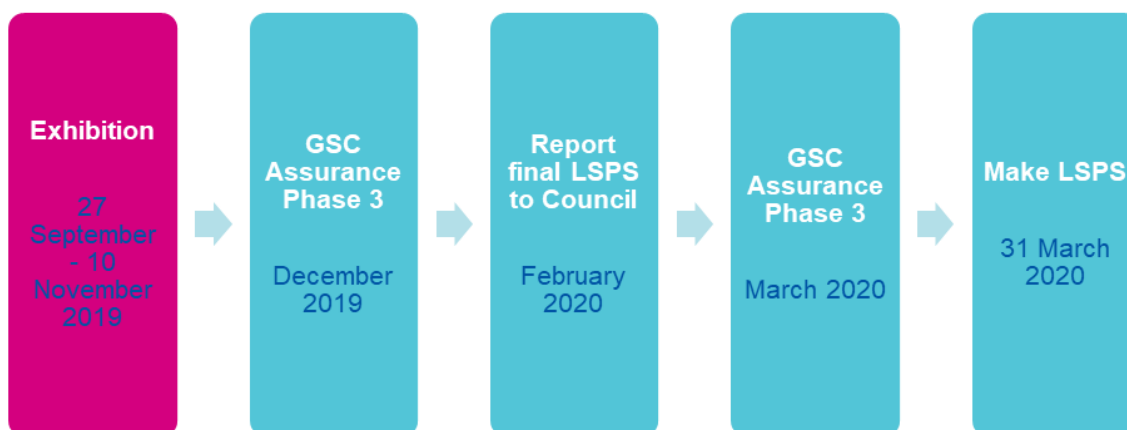 Exhibition
27
September
- 10
November
2019
GSC
Assurance
Phase 3
December
2019
Report
final LSPS
to Council
February
2020
GSC
Assurance
Phase 3
March 2020
Make LSPS
31 March
2020